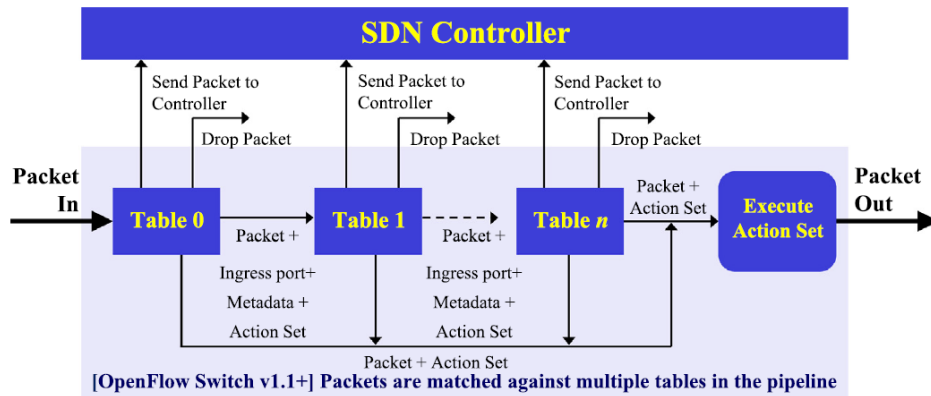 SDN Controller
Send Packet to
Controller
Drop Packet
Send Packet to
Controller
Drop Packet
Send Packet to
Controller
Drop Packet
Packet
In
Table 0
Packet +
Ingress port+
Metadata +
Action Set
Table 1
Packet +
Ingress port+
Metadata +
Action Set
Table n
Packet +
Action Set
Execute
Action Set
Packet
Out
Packet + Action Set
[OpenFlow Switch v1.1+] Packets are matched against multiple tables in the pipeline